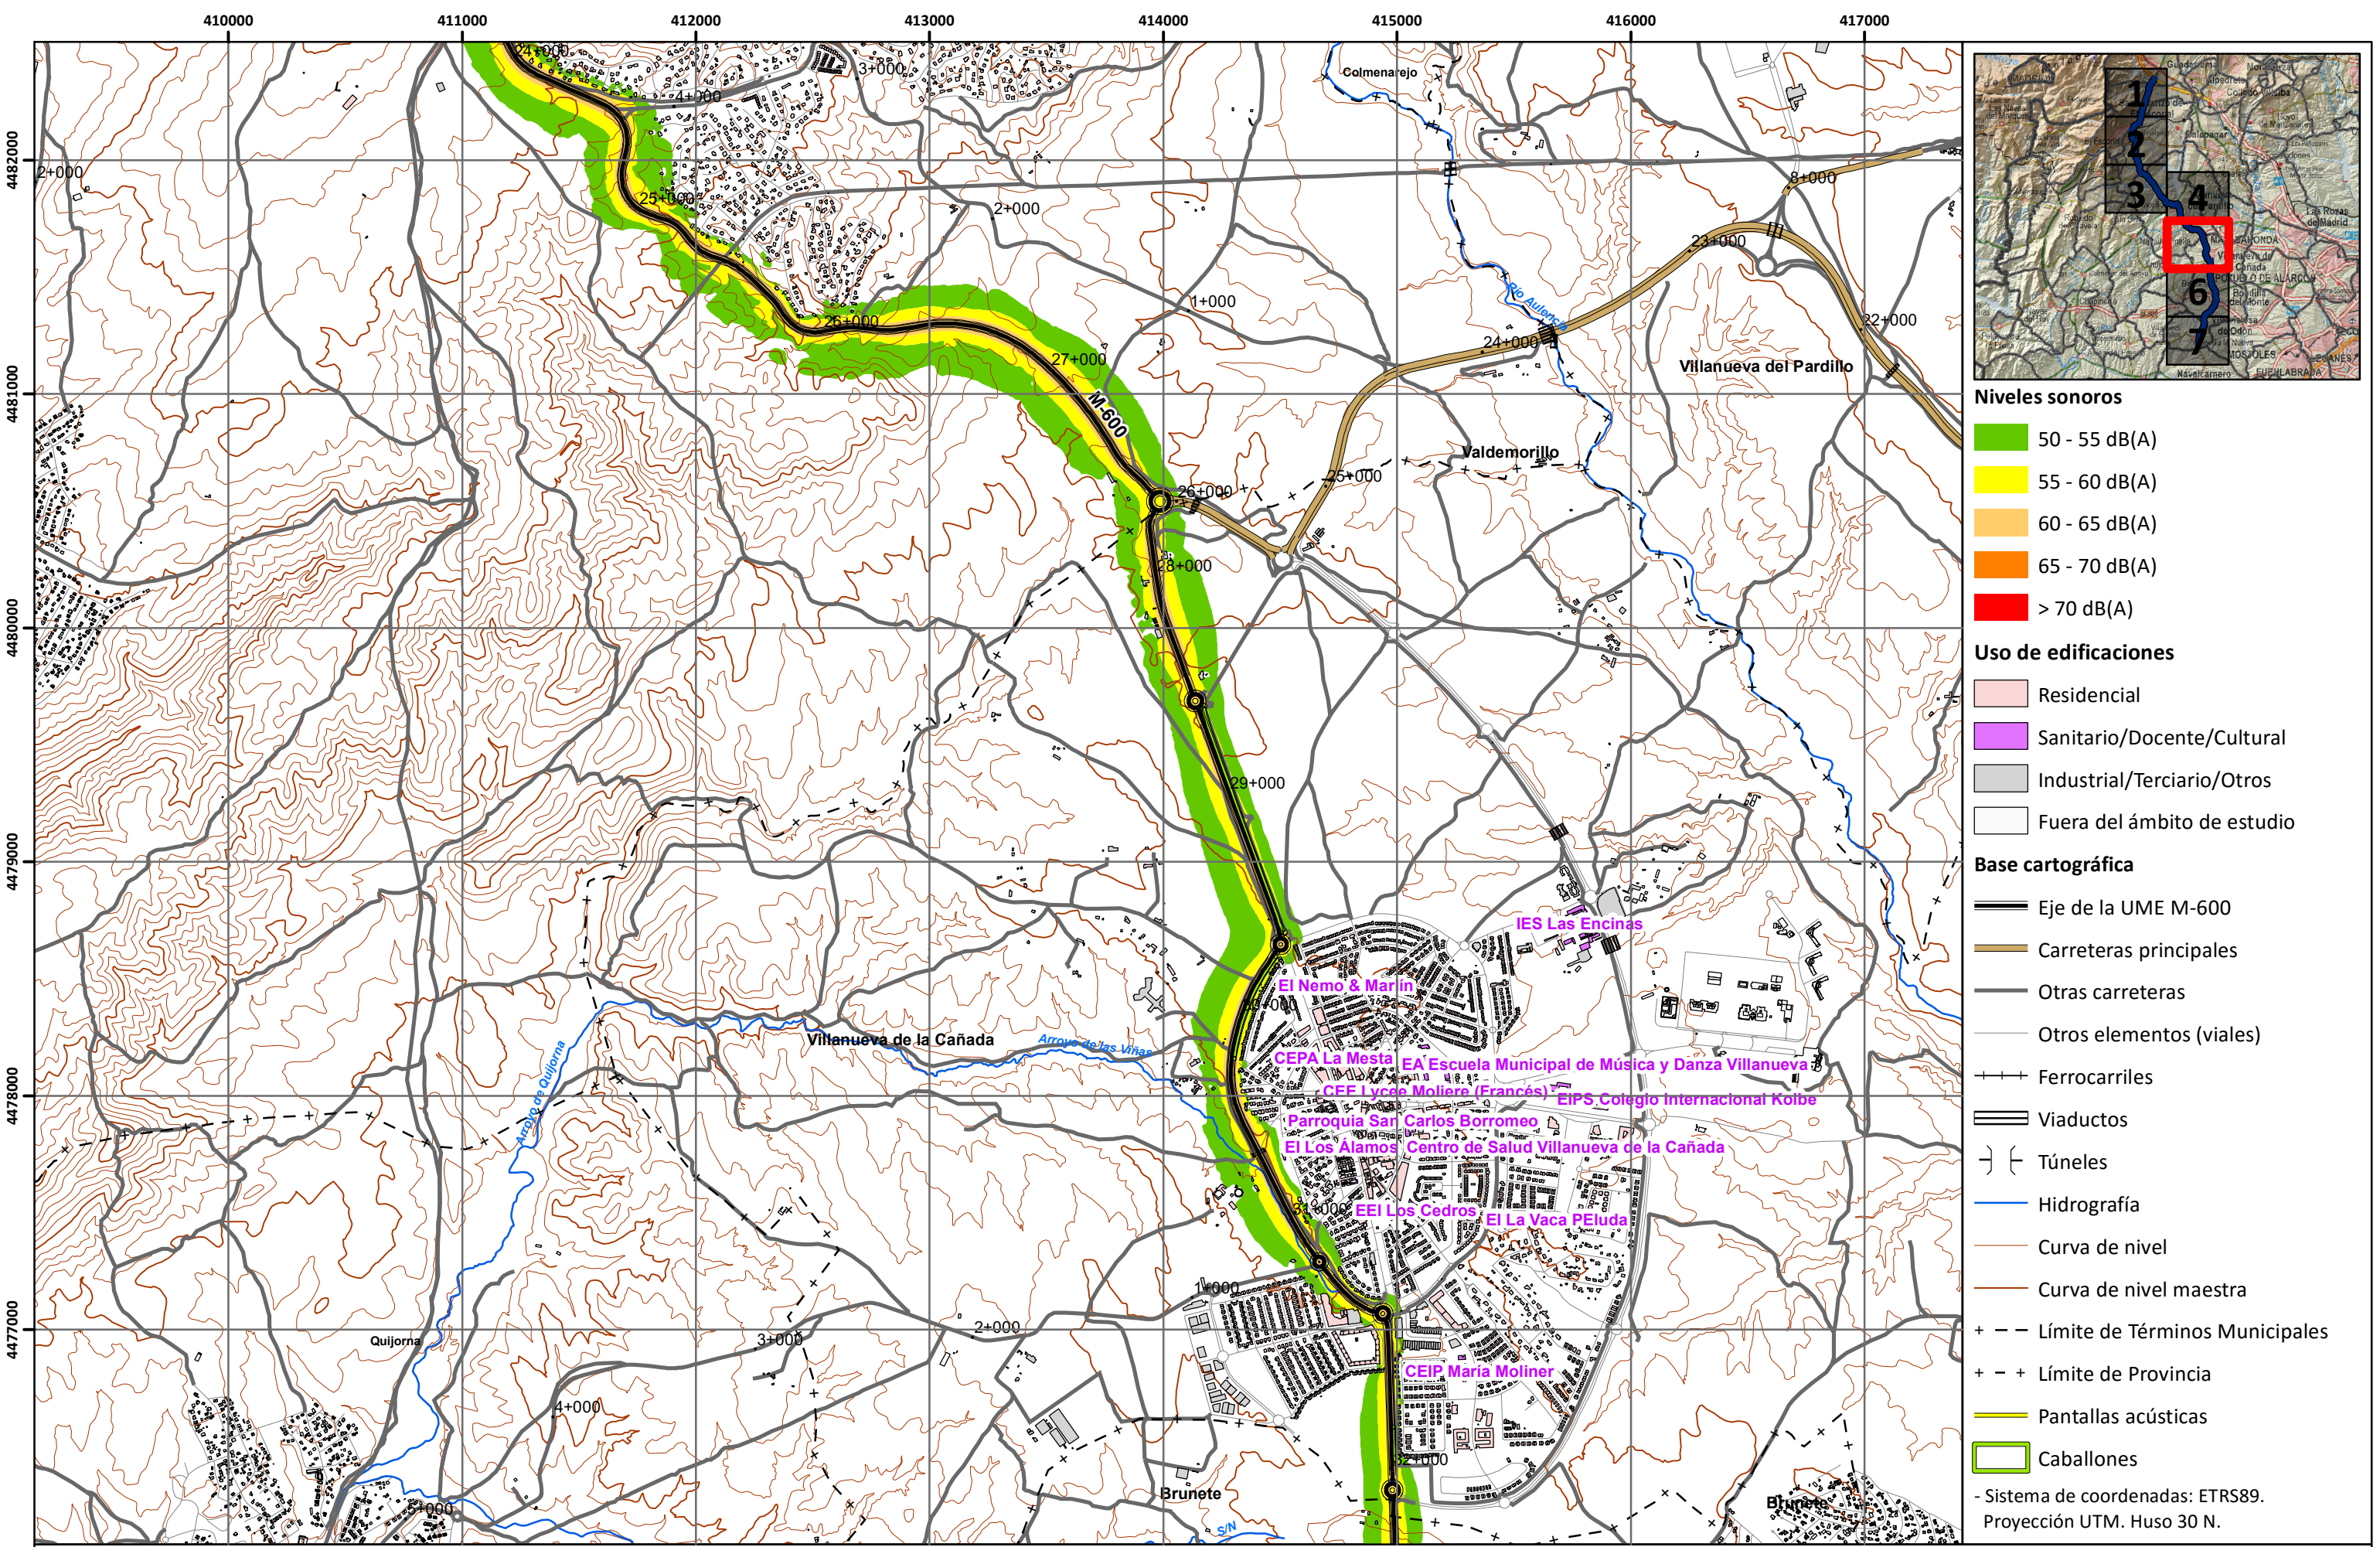 410000 411000 412000 413000 414000 415000 416000 417000
4482000
4481000
4480000
4479000
4478000
4477000
24+000
3+000
4+000
Colmenarejo
2+000
25+000
2+000
8+000
23+000
1+000
Río Aulencia
26+000
22+000
24+000
27+000
Villanueva del Pardillo
M-600
Valdemorillo
25+000
26+000
28+000
29+000
IES Las Encinas
EI Nemo & Marlín
Villanueva de la Cañada
Arroyo de las Viñas
Arroyo de Quijorna
CEPA La Mesta
EA Escuela Municipal de Música y Danza Villanueva
CEE Lycee Moliere (Francés)
EIPS Colegio Internacional Kolbe
Parroquia San Carlos Borromeo
EI Los Álamos
Centro de Salud Villanueva de la Cañada
31+000
EEI Los Cedros
EI La Vaca PEluda
1+000
2+000
3+000
Quijorna
CEIP María Moliner
4+000
32+000
Brunete
Brunete
5+000
S/N
1
2
3
4
6
7
Niveles sonoros
50 - 55 dB(A)
55 - 60 dB(A)
60 - 65 dB(A)
65 - 70 dB(A)
> 70 dB(A)
Uso de edificaciones
Residencial
Sanitario/Docente/Cultural
Industrial/Terciario/Otros
Fuera del ámbito de estudio
Base cartográfica
Eje de la UME M-600
Carreteras principales
Otras carreteras
Otros elementos (viales)
Ferrocarriles
Viaductos
Túneles
Hidrografía
Curva de nivel
Curva de nivel maestra
Límite de Términos Municipales
Límite de Provincia
Pantallas acústicas
Caballones
- Sistema de coordenadas: ETRS89.
Proyección UTM. Huso 30 N.